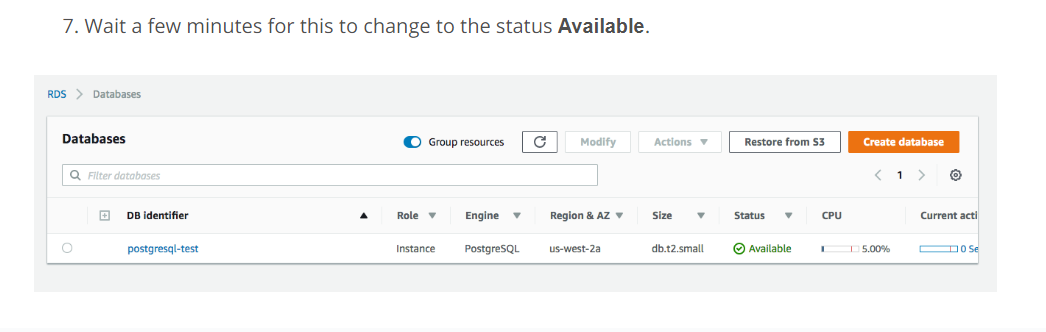 7. Wait a few minutes for this to change to the status Available.
RDS > Databases
Databases
Group resources
Modify
Actions
Restore from S3
Create database
Filter databases
< 1 >
DB identifier Role Engine Region & AZ Size Status CPU Current acti
postgresql-test Instance PostgreSQL us-west-2a db.t2.small Available 5.00% 0 Se